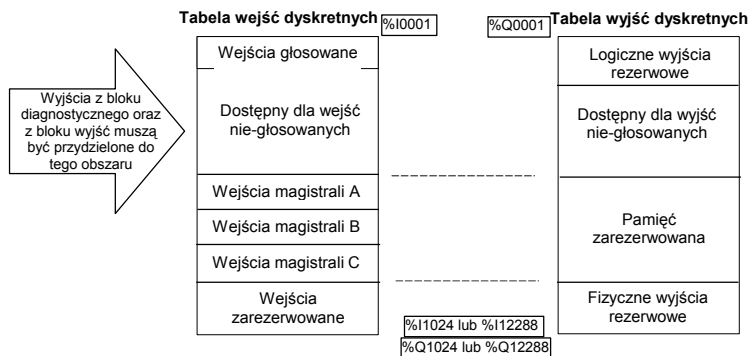 Tabela wejść dyskretnych
%I0001
%Q0001
Tabela wyjść dyskretnych
Wyjścia z bloku
diagnostycznego oraz
z bloku wyjść muszą
być przydzielone do
tego obszaru
Wejścia głosowane
Dostępny dla wejść
nie-głosowanych
Wejścia magistrali A
Wejścia magistrali B
Wejścia magistrali C
Wejścia
zarezerwowane
Logiczne wyjścia
rezerwowe
Dostępny dla wyjść
nie-głosowanych
Pamięć
zarezerwowana
Fizyczne wyjścia
rezerwowe
%I1024 lub %I12288
%Q1024 lub %Q12288